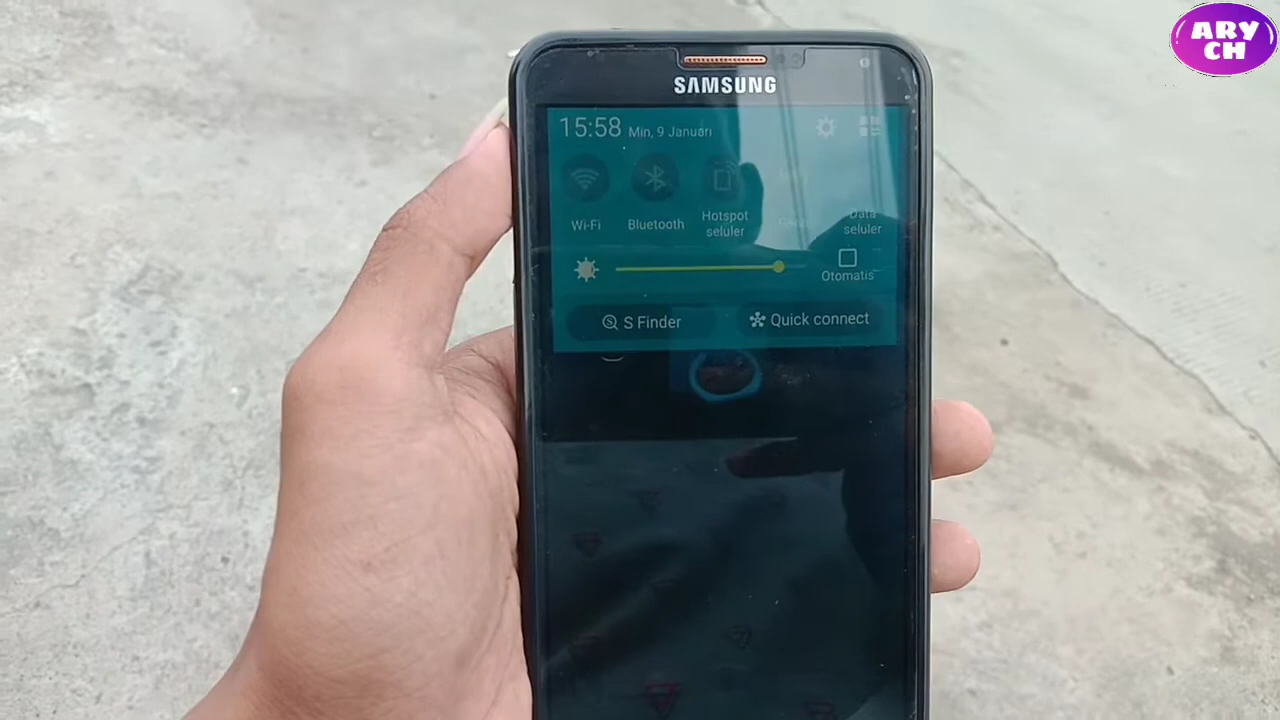 ARY
CH
SAMSUNG
15:58 Min, 9 Januari
Wi-Fi
Bluetooth
Hotspot
seluler
Data
seluler
Otomatis
S Finder
Quick connect